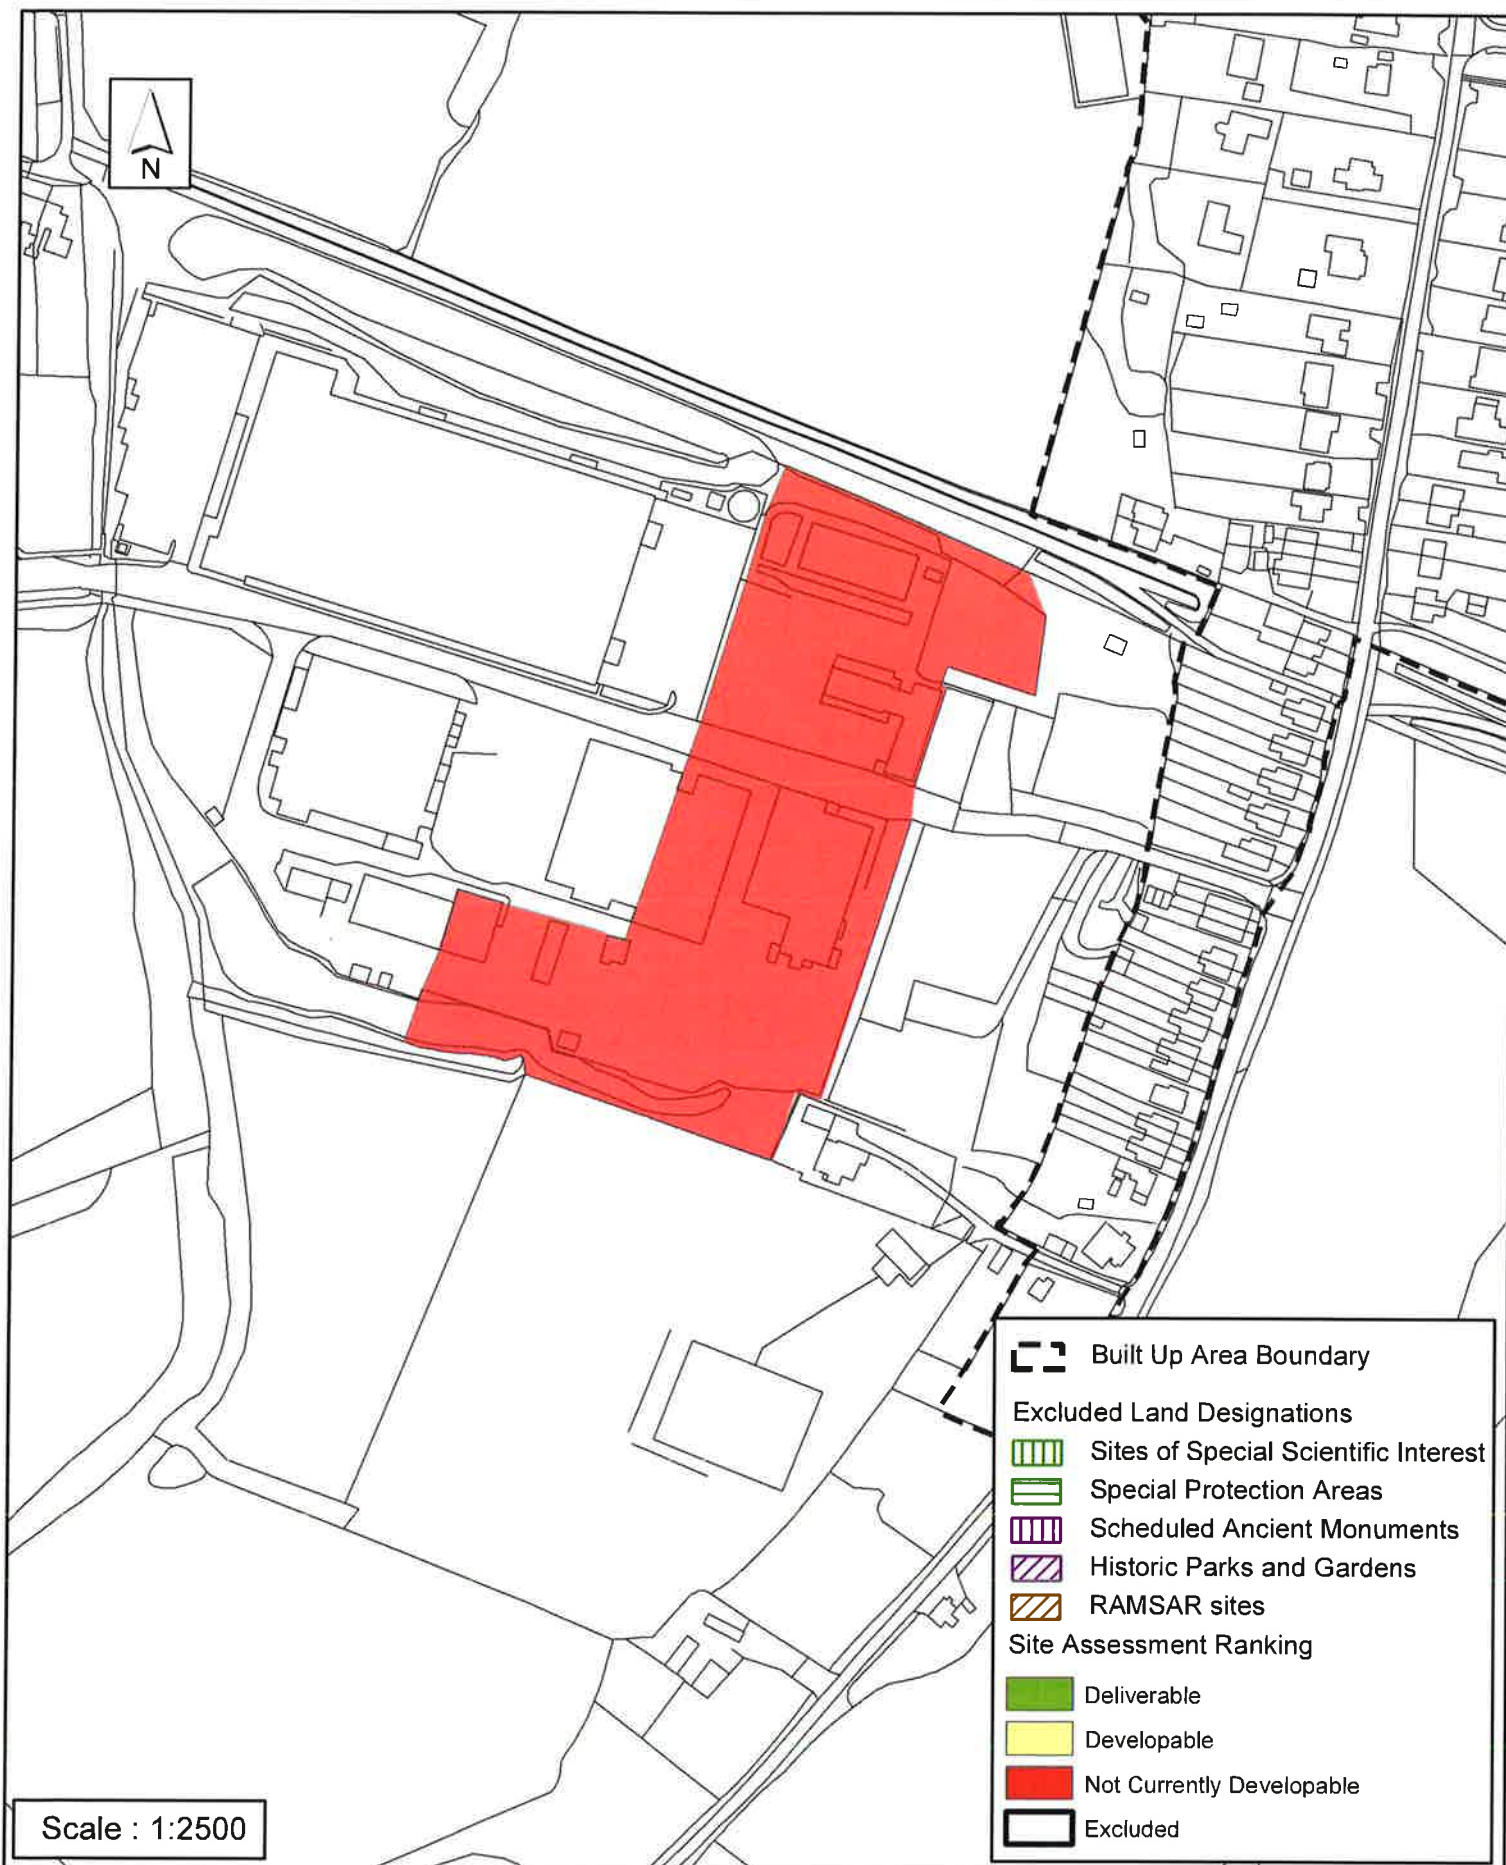 N
Built Up Area Boundary
Excluded Land Designations
Sites of Special Scientific Interest
Special Protection Areas
Scheduled Ancient Monuments
Historic Parks and Gardens
RAMSAR sites
Site Assessment Ranking
Deliverable
Developable
Not Currently Developable
Excluded
Scale : 1:2500